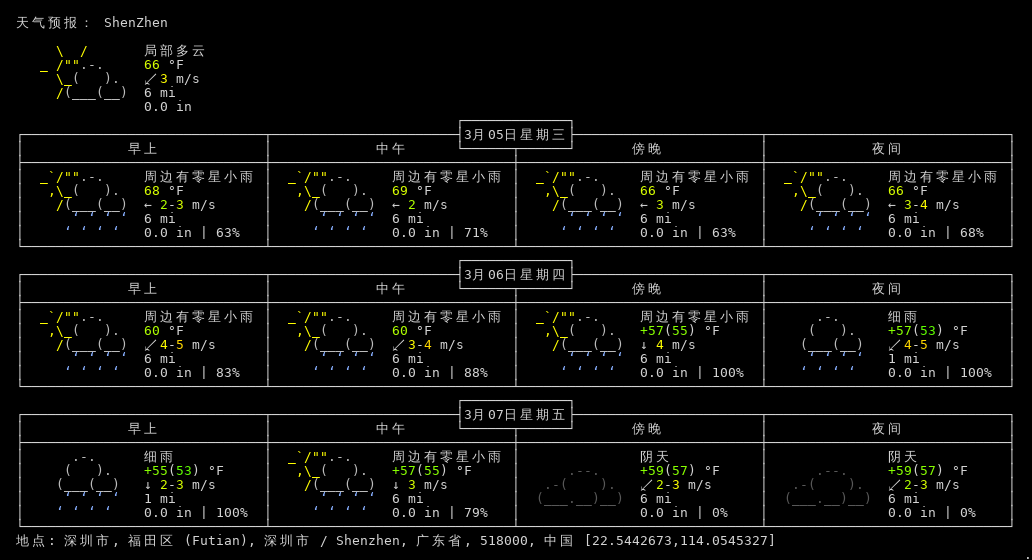 天气预报： ShenZhen
局部多云
66 °F
↙3 m/s
6 mi
0.0 in
3月05日星期三
早上 中午 傍晚 夜间
周边有零星小雨 周边有零星小雨 周边有零星小雨 周边有零星小雨
68 °F 69 °F 66 °F 66 °F
← 2-3 m/s ← 2 m/s ← 3 m/s ← 3-4 m/s
6 mi 6 mi 6 mi 6 mi
0.0 in | 63% 0.0 in | 71% 0.0 in | 63% 0.0 in | 68%
3月06日星期四
早上 中午 傍晚 夜间
周边有零星小雨 周边有零星小雨 周边有零星小雨 细雨
60 °F 60 °F +57(55) °F +57(53) °F
↙4-5 m/s ↙3-4 m/s ↓ 4 m/s ↙4-5 m/s
6 mi 6 mi 6 mi 1 mi
0.0 in | 83% 0.0 in | 88% 0.0 in | 100% 0.0 in | 100%
3月07日星期五
早上 中午 傍晚 夜间
细雨 周边有零星小雨 阴天 阴天
+55(53) °F +57(55) °F +59(57) °F +59(57) °F
↓ 2-3 m/s ↓ 3 m/s ↙2-3 m/s ↙2-3 m/s
1 mi 6 mi 6 mi 6 mi
0.0 in | 100% 0.0 in | 79% 0.0 in | 0% 0.0 in | 0%
地点: 深圳市, 福田区 (Futian), 深圳市 / Shenzhen, 广东省, 518000, 中国 [22.5442673,114.0545327]